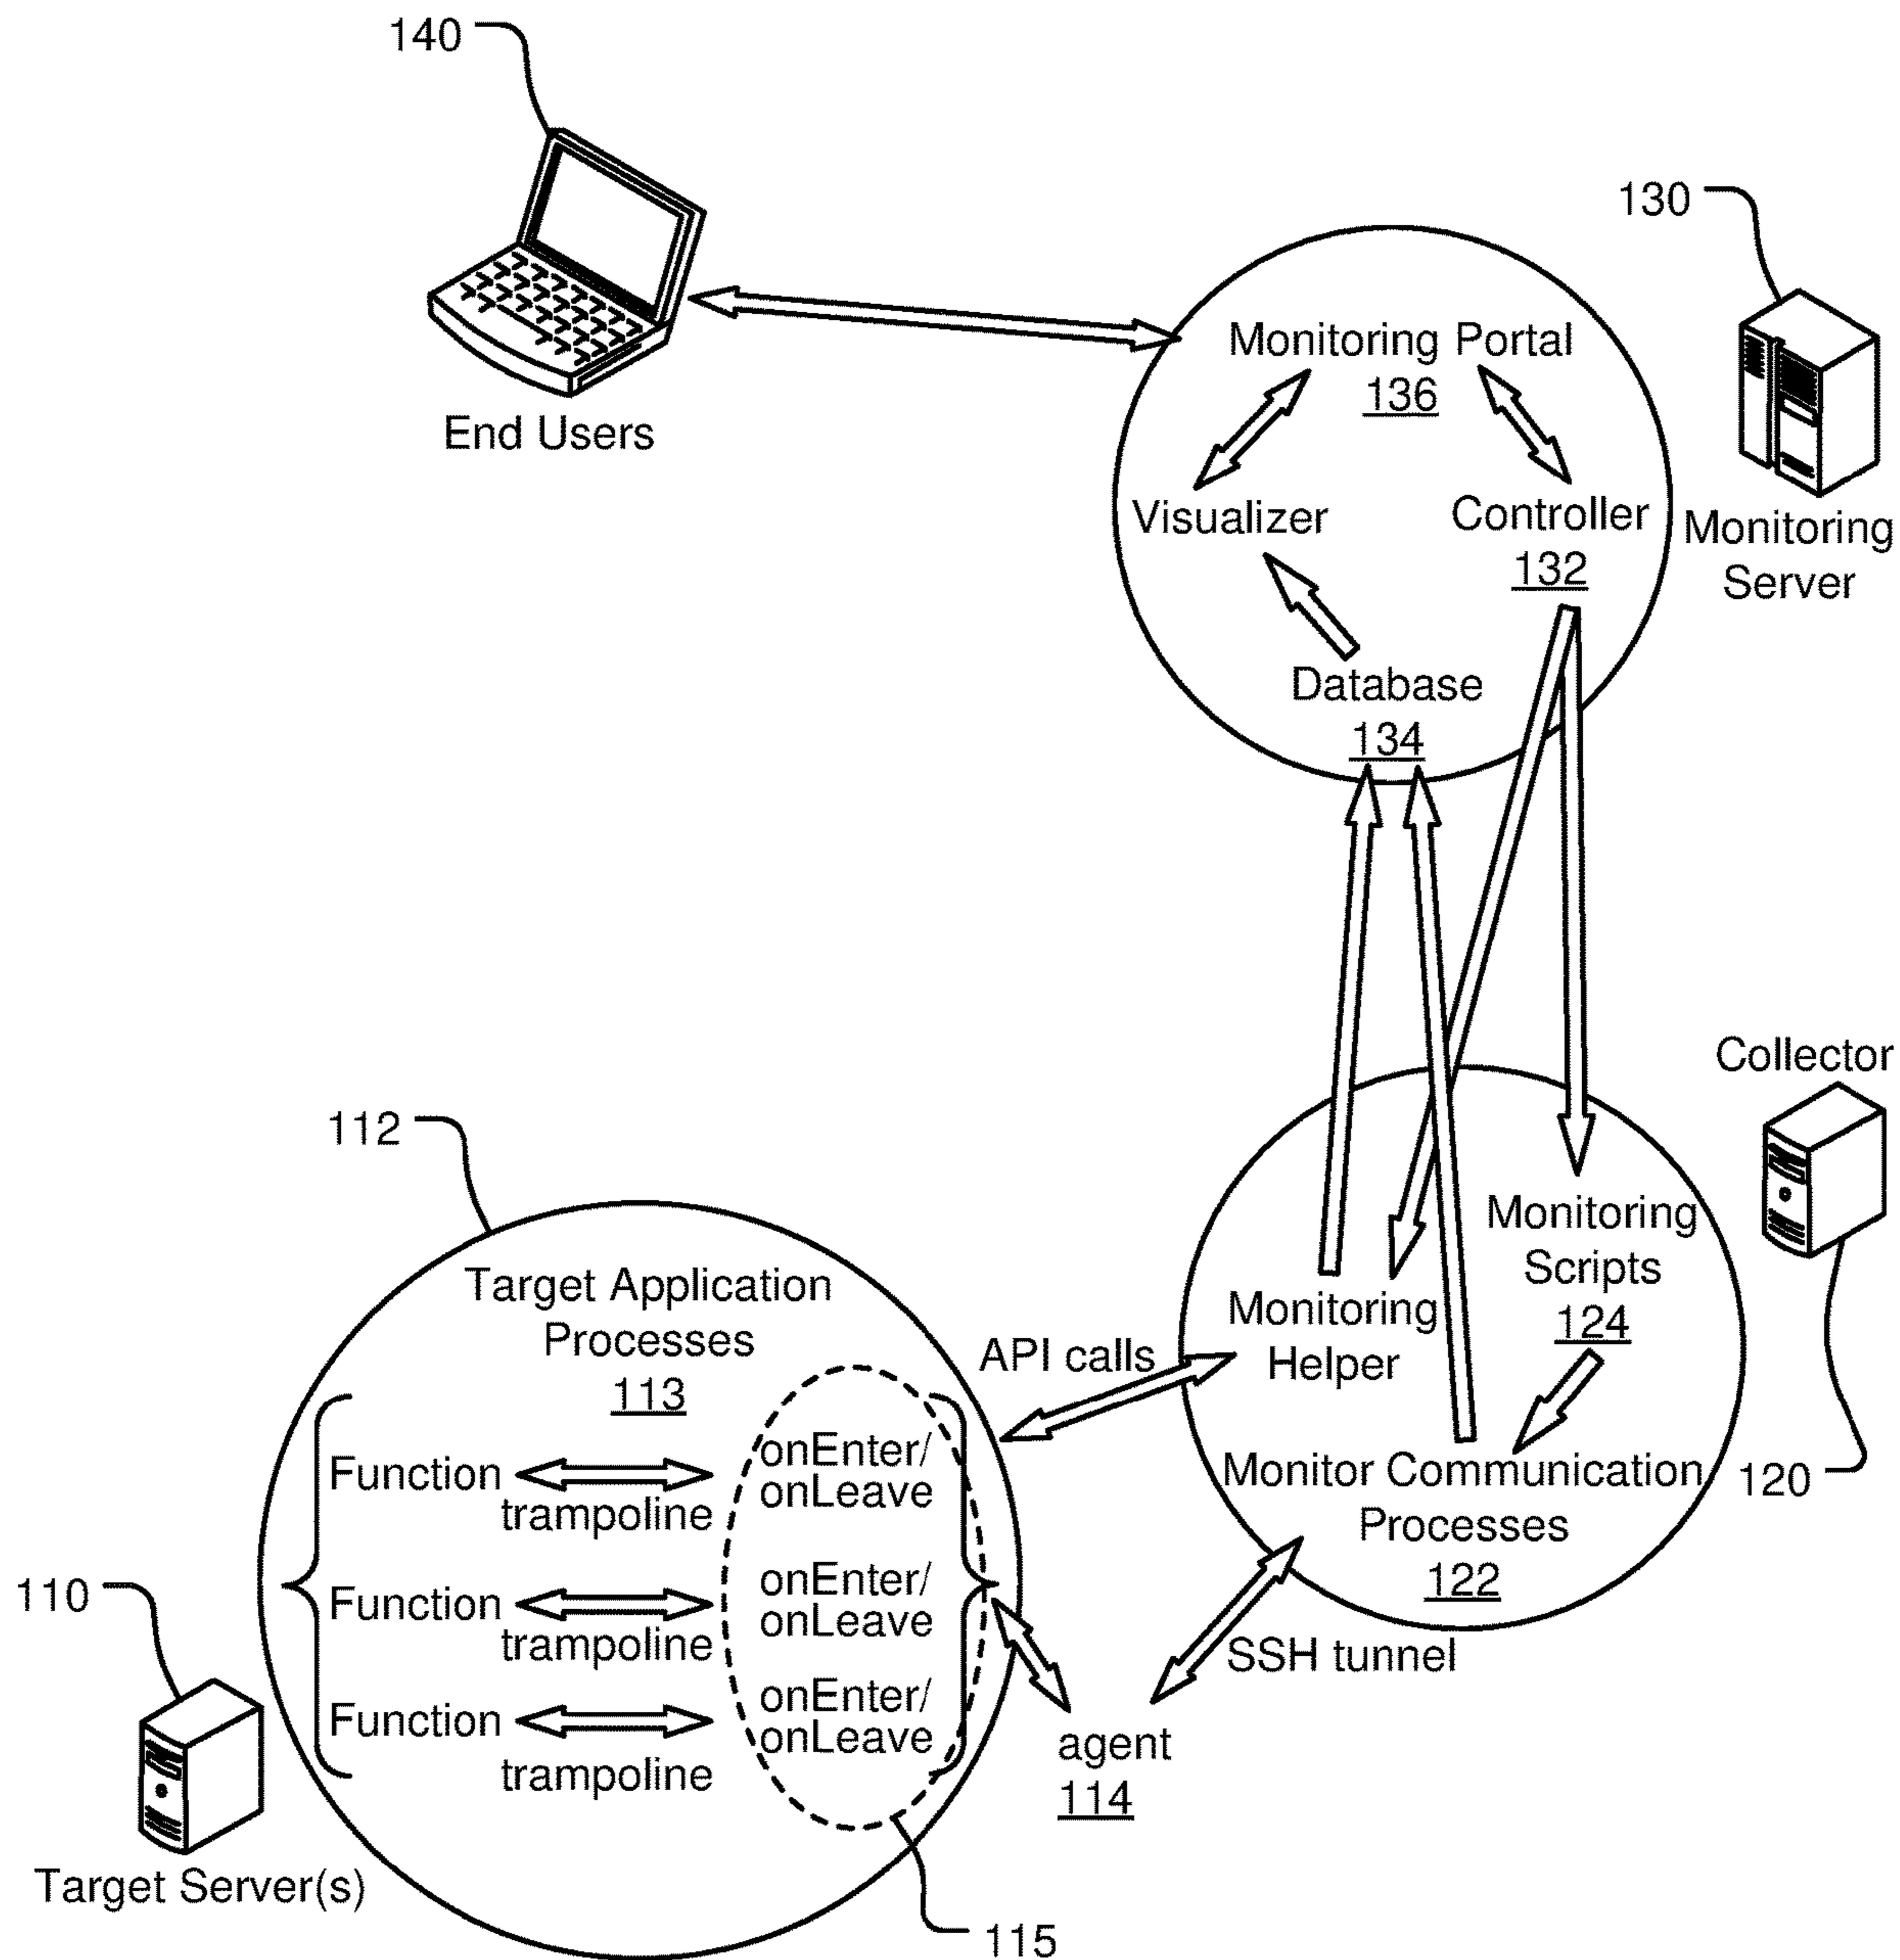 140
End Users
130
Monitoring Portal
136
Visualizer
Controller
132
Monitoring
Server
Database
134
Collector
112
Target Application
Processes
113
API calls
Monitoring
Helper
Monitoring
Scripts
124
Function
trampoline
onEnter/
onLeave
Monitor Communication
Processes
122
120
110
Function
trampoline
onEnter/
onLeave
SSH tunnel
Function
trampoline
onEnter/
onLeave
agent
114
Target Server(s)
115